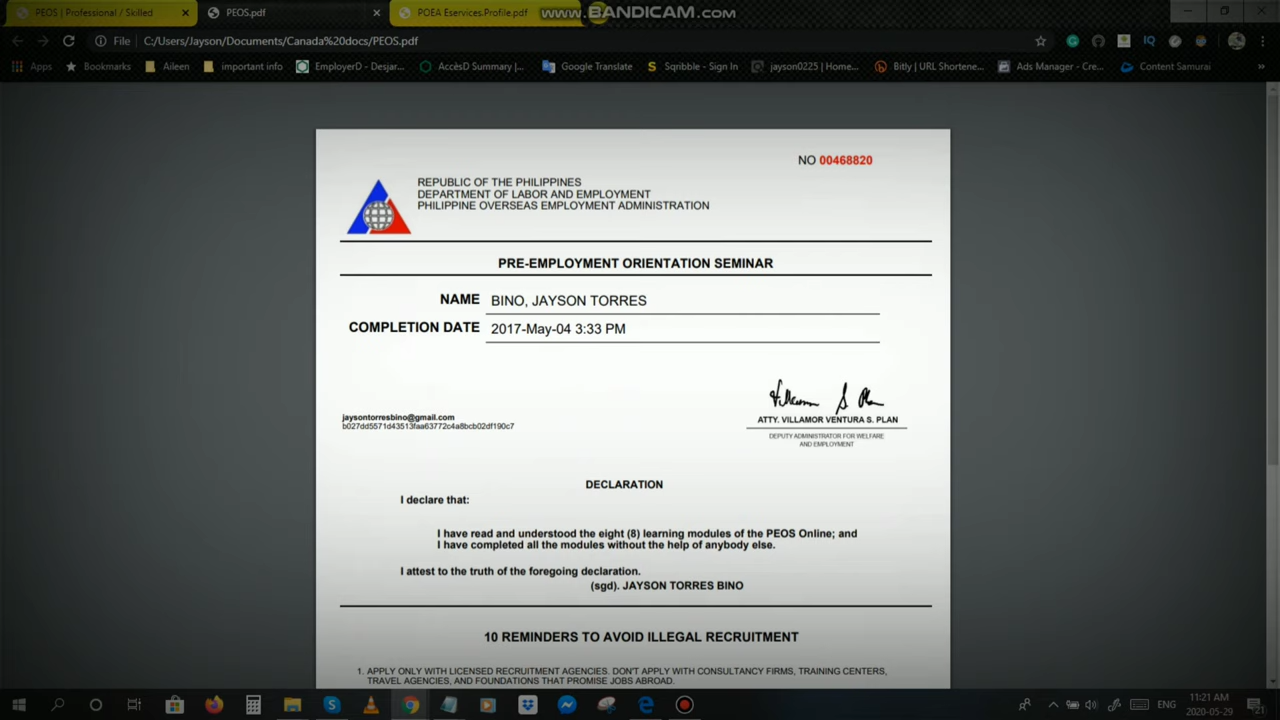 PEOS | Professional / Skilled
PEOS.pdf
POEA Eservices.Profile.pdf
www.BANDICAM.com
File
C:/Users/Jayson/Documents/Canada%20docs/PEOS.pdf
Apps
Bookmarks
Aileen
important info
EmployerD - Desjar...
AccèsD Summary |...
Google Translate
Sqribble - Sign In
jayson0225 | Home...
Bitly | URL Shortene...
Ads Manager - Cre...
Content Samurai
NO 00468820
REPUBLIC OF THE PHILIPPINES
DEPARTMENT OF LABOR AND EMPLOYMENT
PHILIPPINE OVERSEAS EMPLOYMENT ADMINISTRATION
PRE-EMPLOYMENT ORIENTATION SEMINAR
NAME BINO, JAYSON TORRES
COMPLETION DATE 2017-May-04 3:33 PM
jaysontorresbino@gmail.com
b027dd5571d43513faa63772c4a8bcb02df190c7
ATTY. VILLAMOR VENTURA S. PLAN
DEPUTY ADMINISTRATOR FOR WELFARE
AND EMPLOYMENT
DECLARATION
I declare that:
I have read and understood the eight (8) learning modules of the PEOS Online; and
I have completed all the modules without the help of anybody else.
I attest to the truth of the foregoing declaration.
(sgd). JAYSON TORRES BINO
10 REMINDERS TO AVOID ILLEGAL RECRUITMENT
1. APPLY ONLY WITH LICENSED RECRUITMENT AGENCIES. DON'T APPLY WITH CONSULTANCY FIRMS, TRAINING CENTERS,
TRAVEL AGENCIES, AND FOUNDATIONS THAT PROMISE JOBS ABROAD.
ENG
11:21 AM
2020-05-29